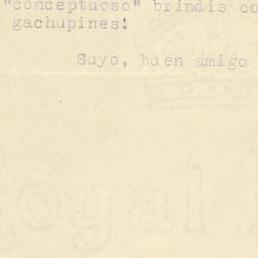 "conceptuoso" brindis co
gachupines!
Suyo, buen amigo